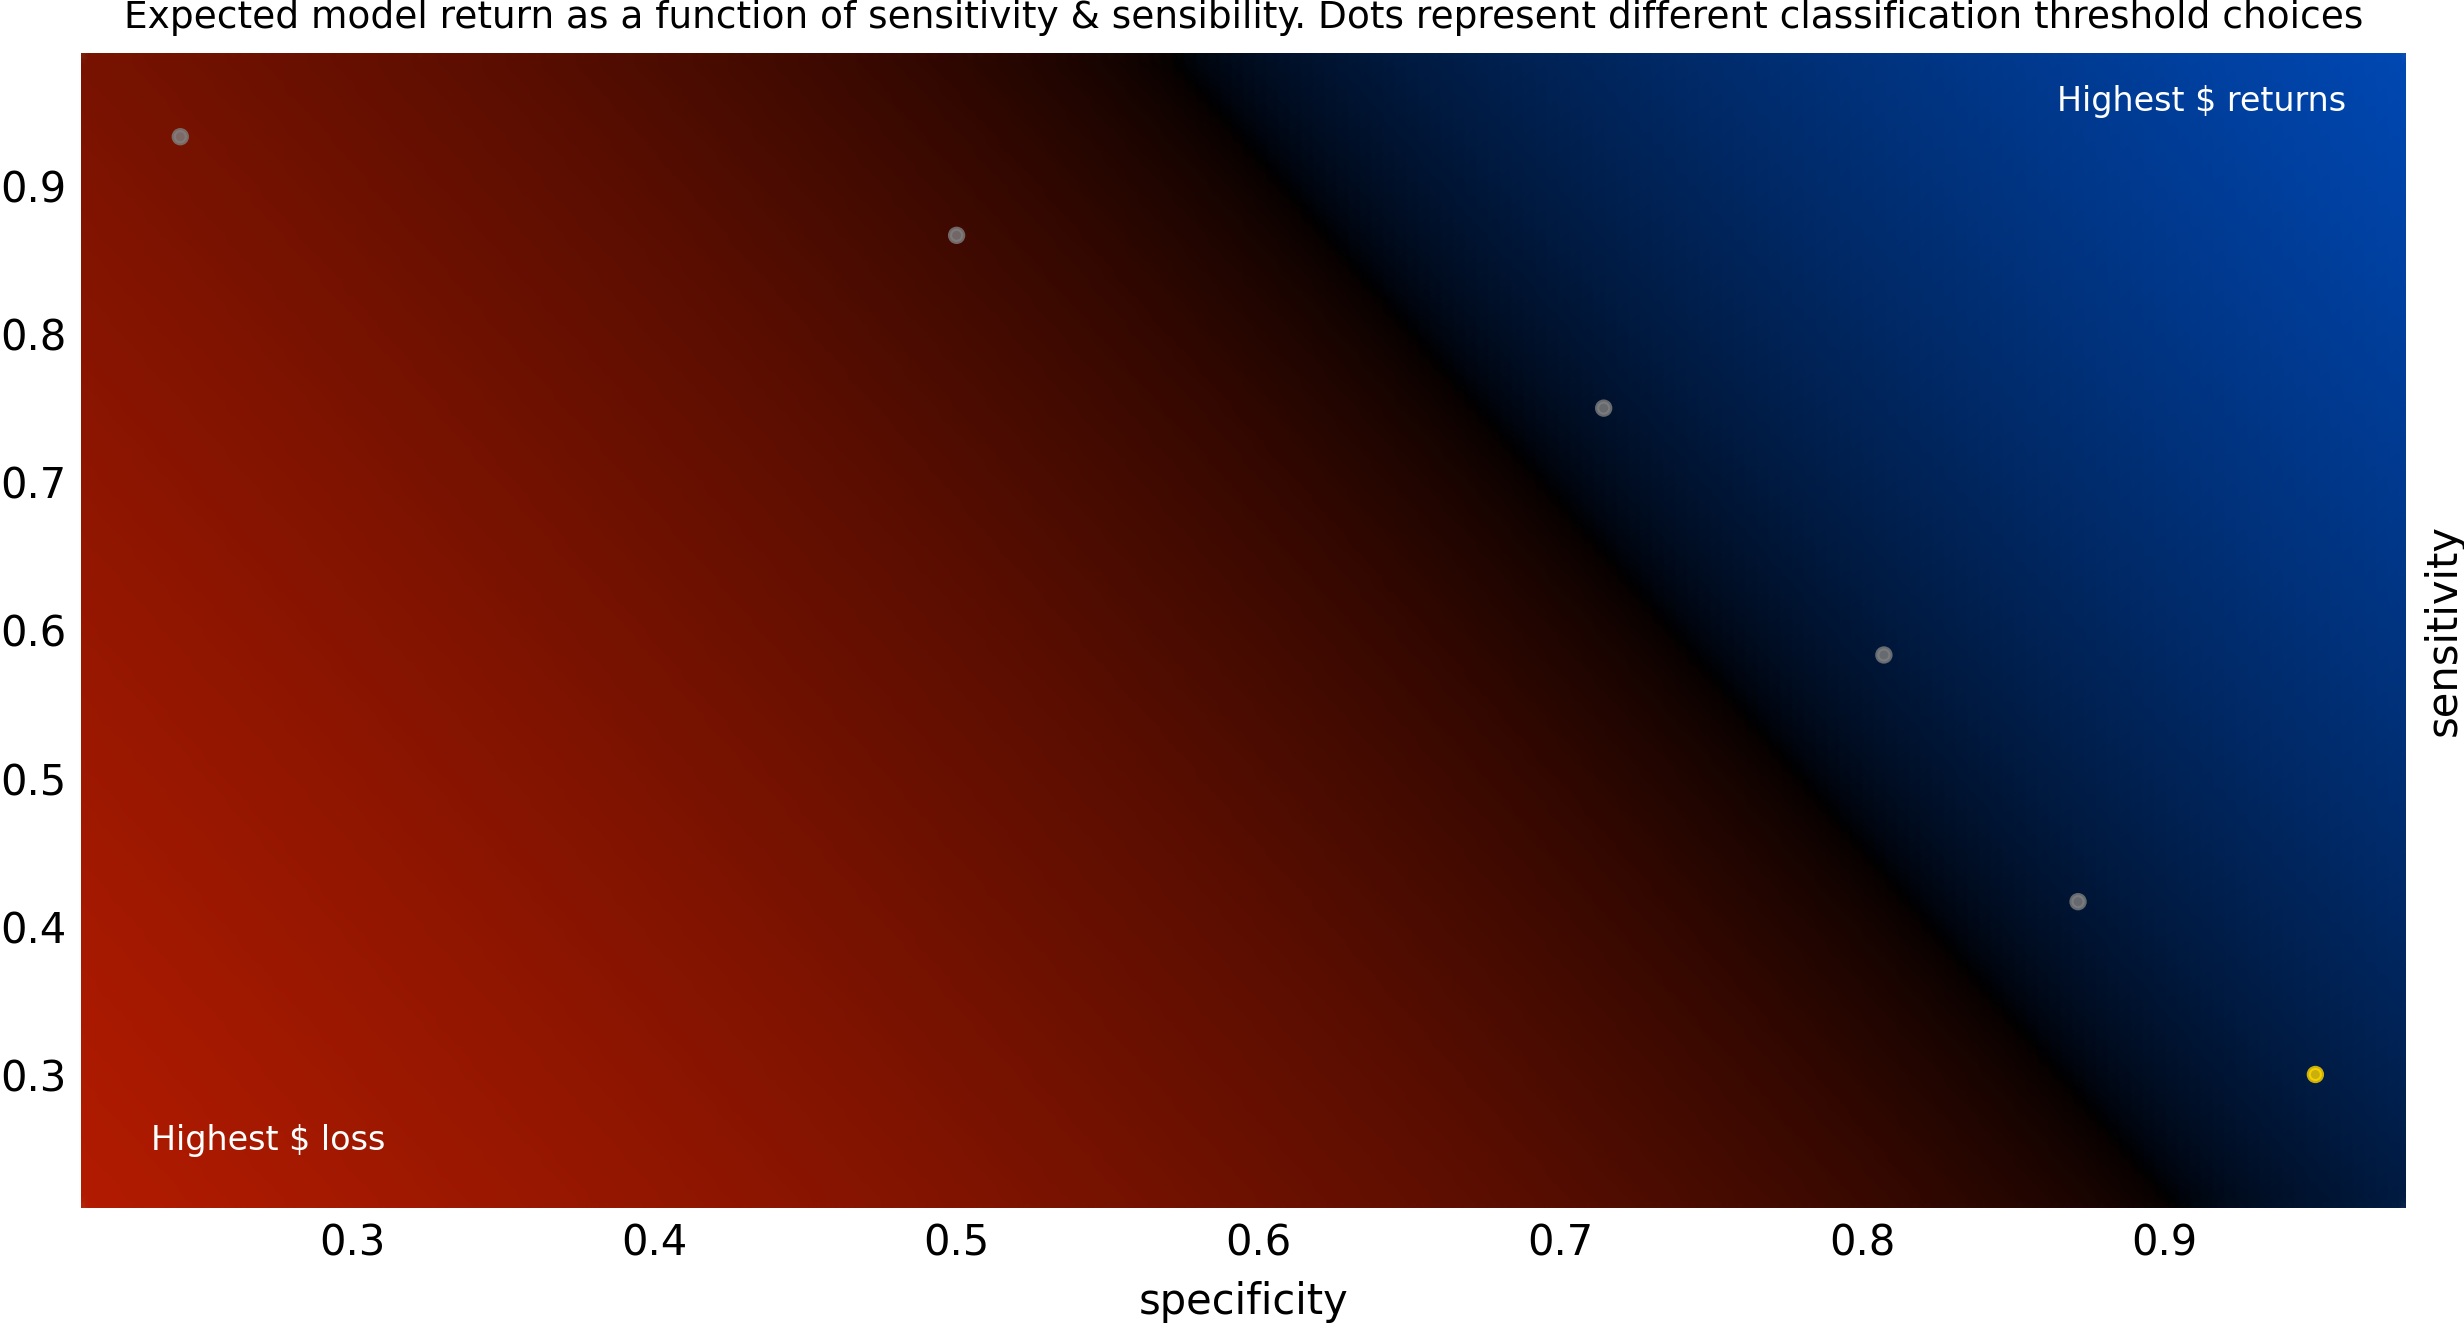 Expected model return as a function of sensitivity & sensibility. Dots represent different classification threshold choices
Highest $ returns
0.9
0.8
0.7
0.6
0.5
0.4
0.3
sensitivity
Highest $ loss
0.3 0.4 0.5 0.6 0.7 0.8 0.9
specificity